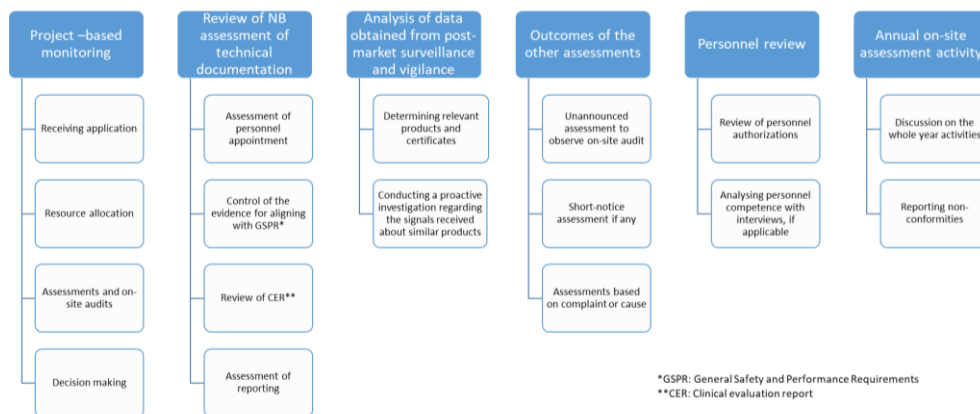 Project –based
monitoring
Receiving application
Resource allocation
Assessments and on-
site audits
Decision making
Review of NB
assessment of
technical
documentation
Assessment of
personnel
appointment
Control of the
evidence for aligning
with GSPR*
Review of CER**
Assessment of
reporting
Analysis of data
obtained from post-
market surveillance
and vigilance
Determining relevant
products and
certificates
Conducting a proactive
investigation regarding
the signals received
about similar products
Outcomes of the
other assessments
Unannounced
assessment to
observe on-site audit
Short-notice
assessment if any
Assessments based
on complaint or cause
Personnel review
Review of personnel
authorizations
Analysing personnel
competence with
interviews, if
applicable
Annual on-site
assessment activity
Discussion on the
whole year activities
Reporting non-
conformities
*GSPR: General Safety and Performance Requirements
**CER: Clinical evaluation report